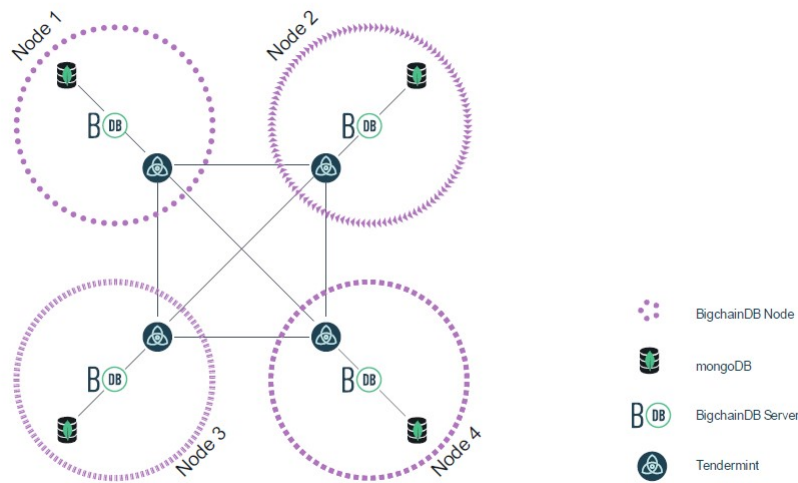 Node 1
Node 2
B DB
B DB
B DB
B DB
Node 3
Node 4
BigchainDB Node
mongoDB
B DB
BigchainDB Server
Tendermint